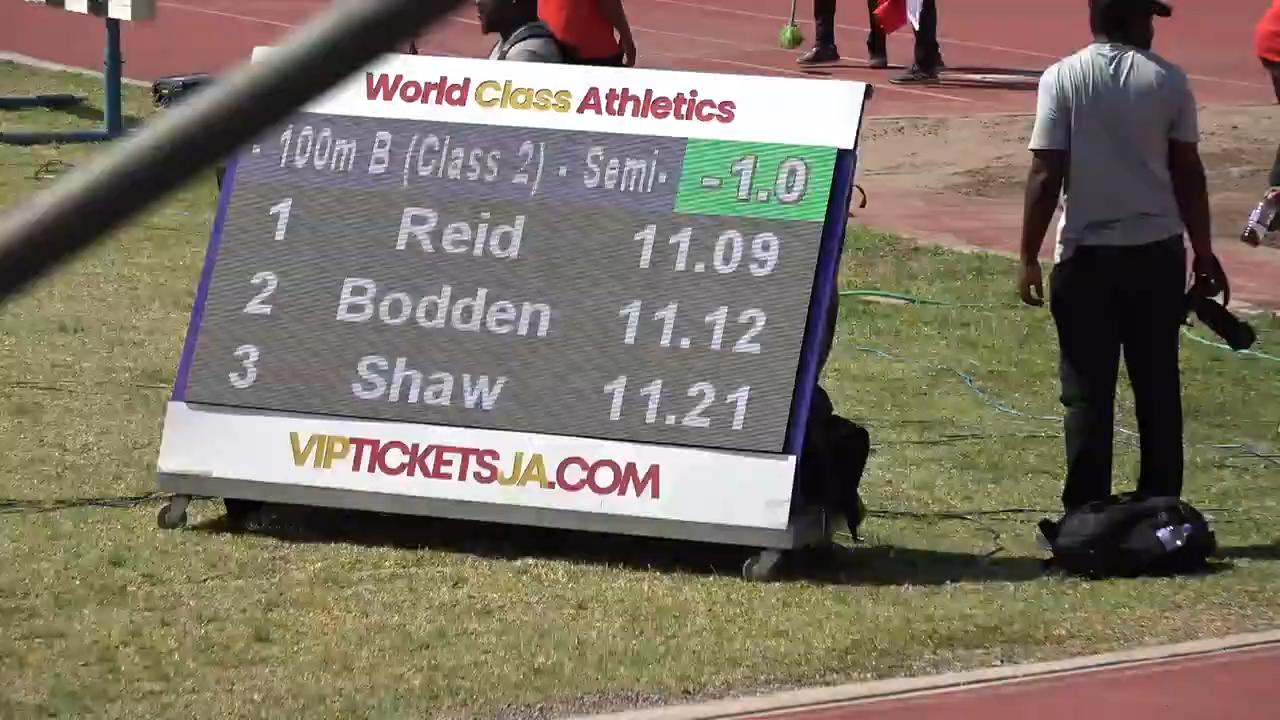 World Class Athletics
- 100m B (Class 2) - Semi- -1.0
1 Reid 11.09
2 Bodden 11.12
3 Shaw 11.21
VIPTICKETSJA.COM